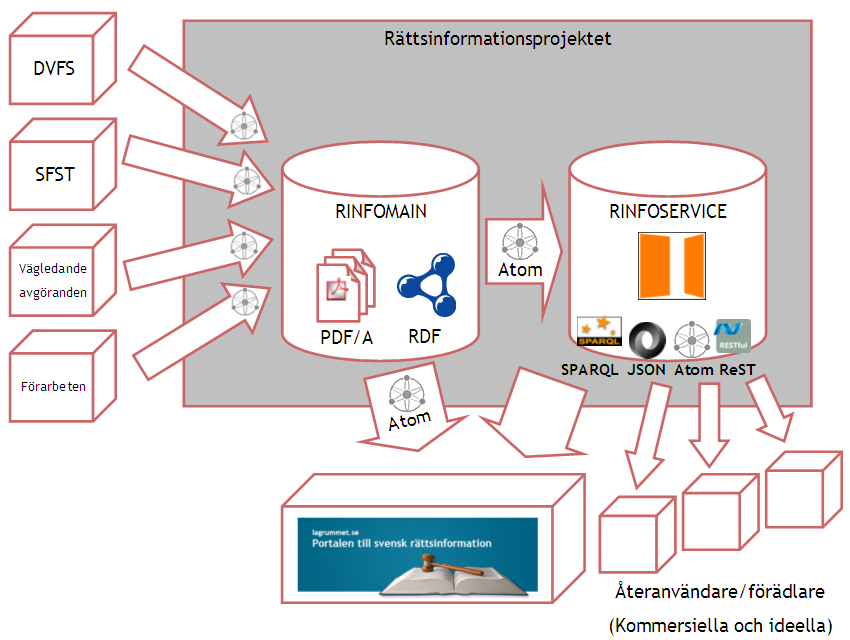 Rättsinformationsprojektet
DVFS
SFST
Vägledande
avgöranden
Förarbeten
RINFOMAIN
PDF/A
RDF
Atom
RINFOSERVICE
SPARQL
RESTful
SPARQL JSON Atom ReST
Atom
lagrummet.se
Portalen till svensk rättsinformation
Återanvändare/förädlare
(Kommersiella och ideella)